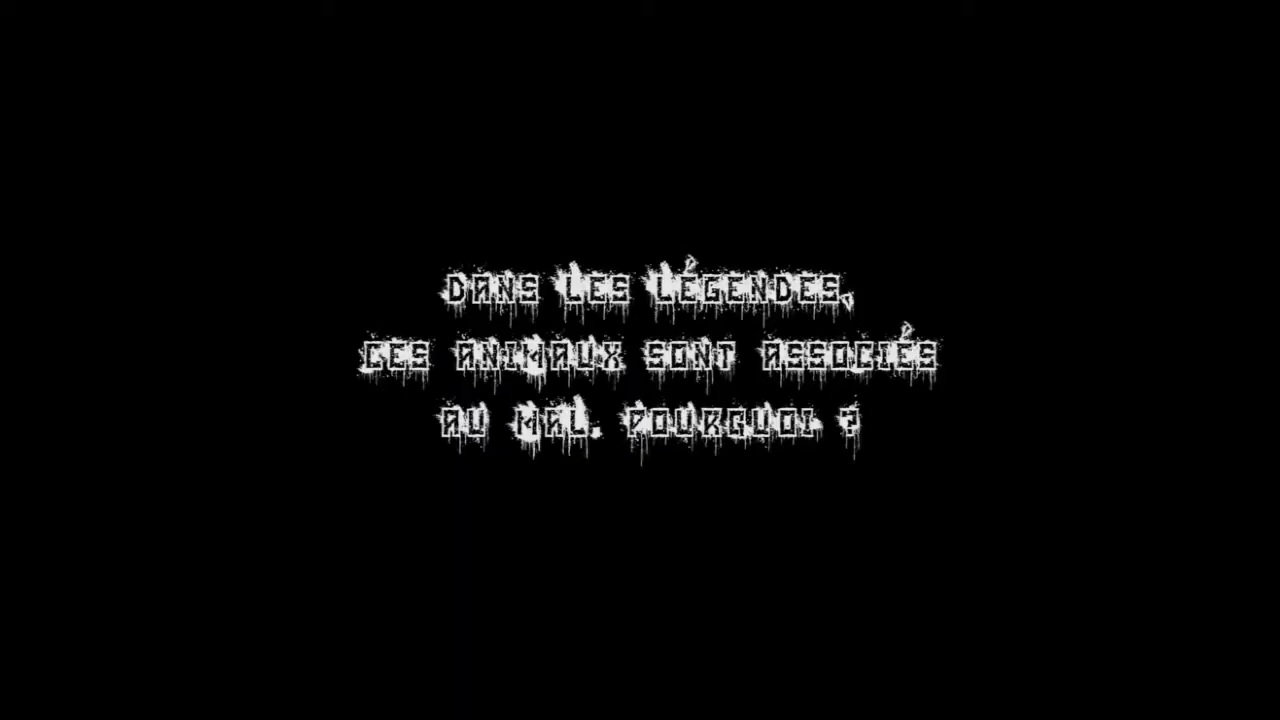 DANS LES LÉGENDES,
CES ANIMAUX SONT ASSOCIÉS
AU MAL. POURQUOI ?